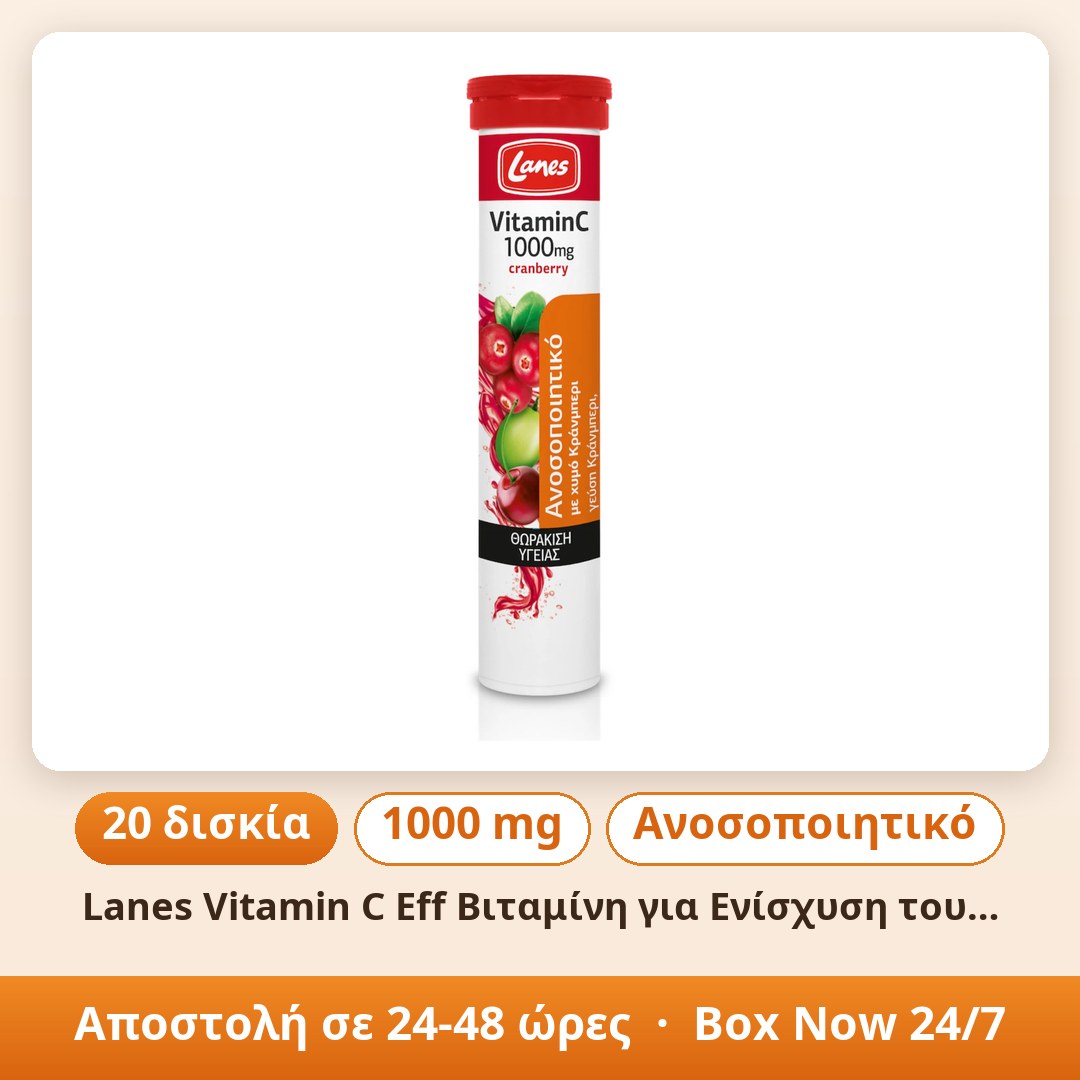 Lanes
VitaminC
1000mg
cranberry
Ανοσοποιητικό
με χυμό Κράνμπερι
γεύση Κράνμπερι,
ΘΩΡΑΚΙΣΗ
ΥΓΕΙΑΣ
20 δισκία
1000 mg
Ανοσοποιητικό
Lanes Vitamin C Eff Βιταμίνη για Ενίσχυση του...
Αποστολή σε 24-48 ώρες · Box Now 24/7